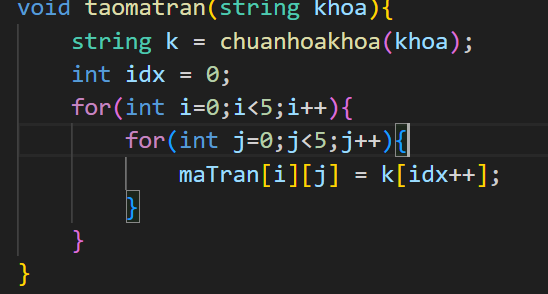 void taomatran(string khoa){
    string k = chuanhoakhoa(khoa);
    int idx = 0;
    for(int i=0;i<5;i++){
        for(int j=0;j<5;j++){
            maTran[i][j] = k[idx++];
        }
    }
}